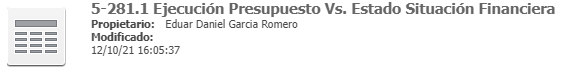 5-281.1 Ejecución Presupuesto Vs. Estado Situación Financiera
Propietario: Eduar Daniel Garcia Romero
Modificado:
12/10/21 16:05:37